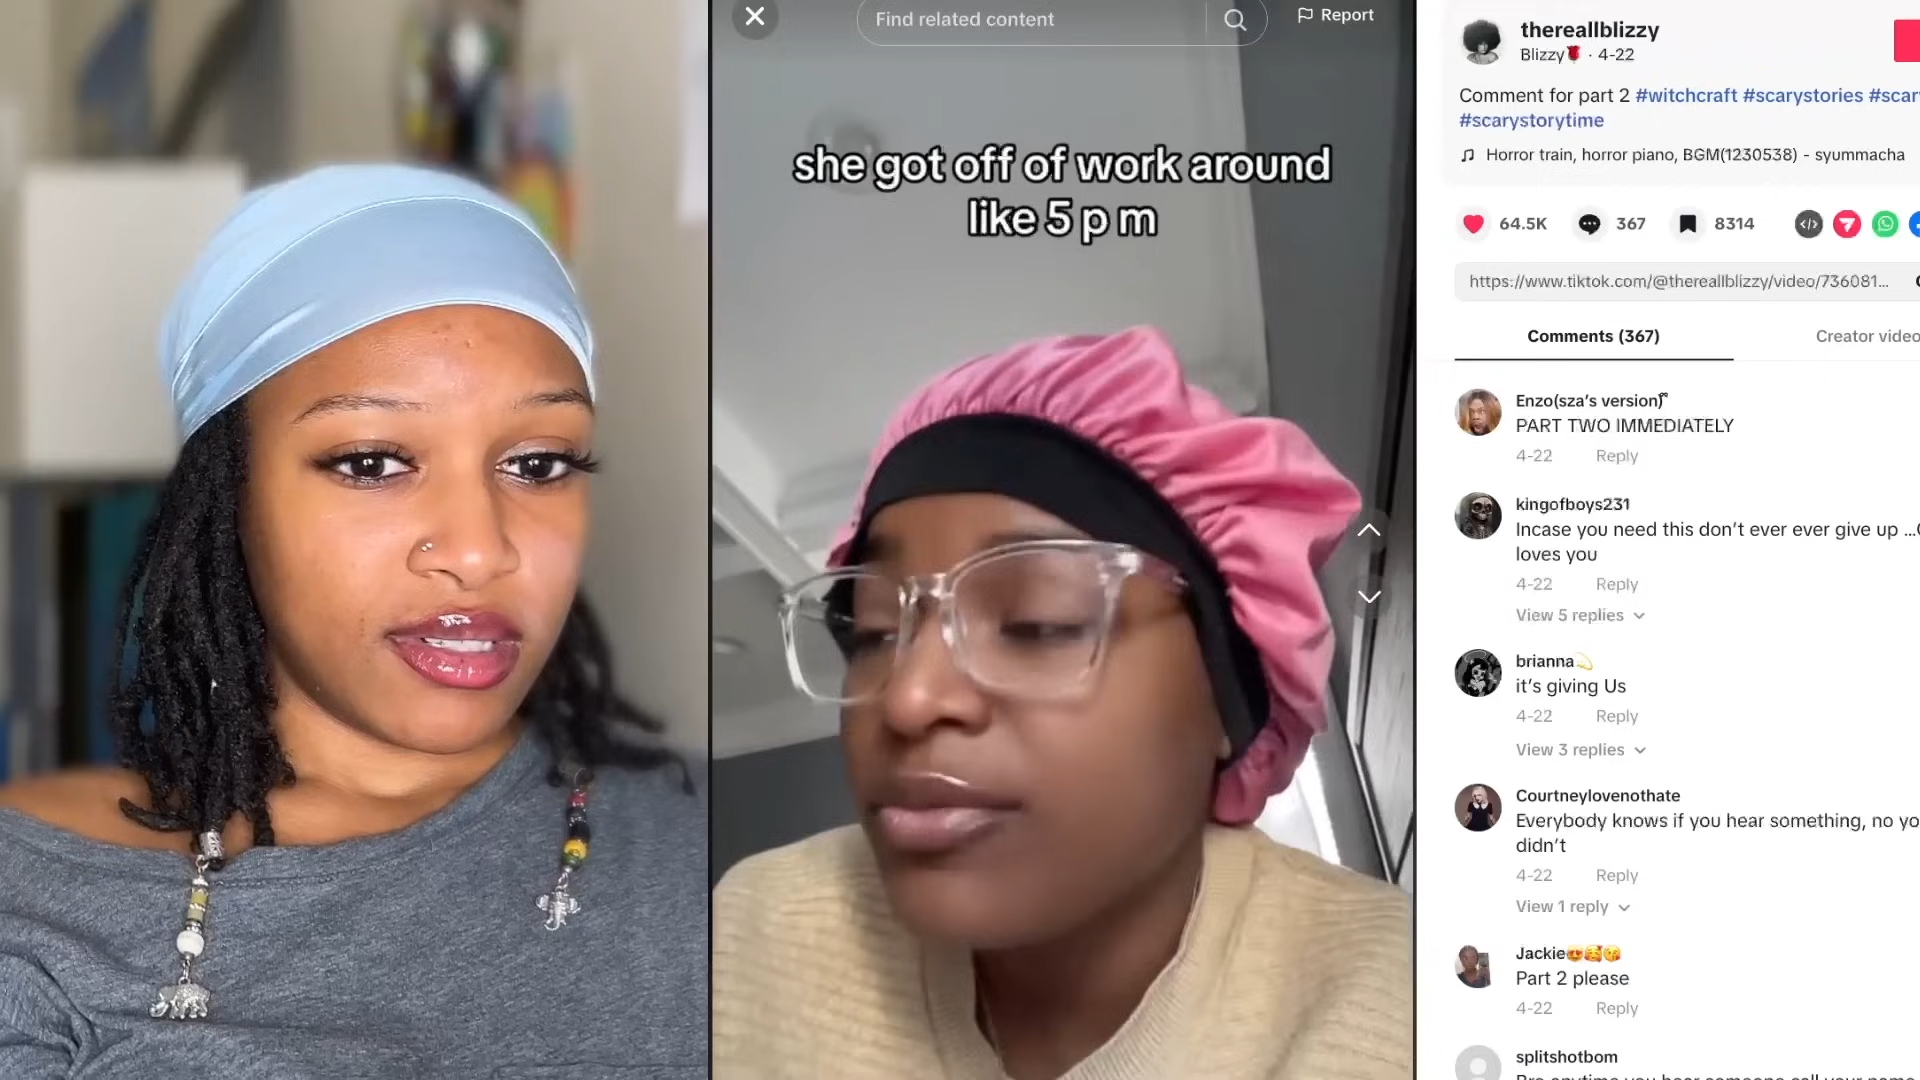 Find related content
Report
she got off of work around
like 5 p m
thereallblizzy
Blizzy🌹 · 4-22
Comment for part 2 #witchcraft #scarystories #scar
#scarystorytime
Horror train, horror piano, BGM(1230538) - syummacha
64.5K
367
8314
https://www.tiktok.com/@thereallblizzy/video/736081...
Comments (367)
Creator video
Enzo(sza’s version)
PART TWO IMMEDIATELY
4-22 Reply
kingofboys231
Incase you need this don’t ever ever give up ...
loves you
4-22 Reply
View 5 replies
brianna💫
it’s giving Us
4-22 Reply
View 3 replies
Courtneylovenothate
Everybody knows if you hear something, no yo
didn’t
4-22 Reply
View 1 reply
Jackie😍🥰😘
Part 2 please
4-22 Reply
splitshotbom